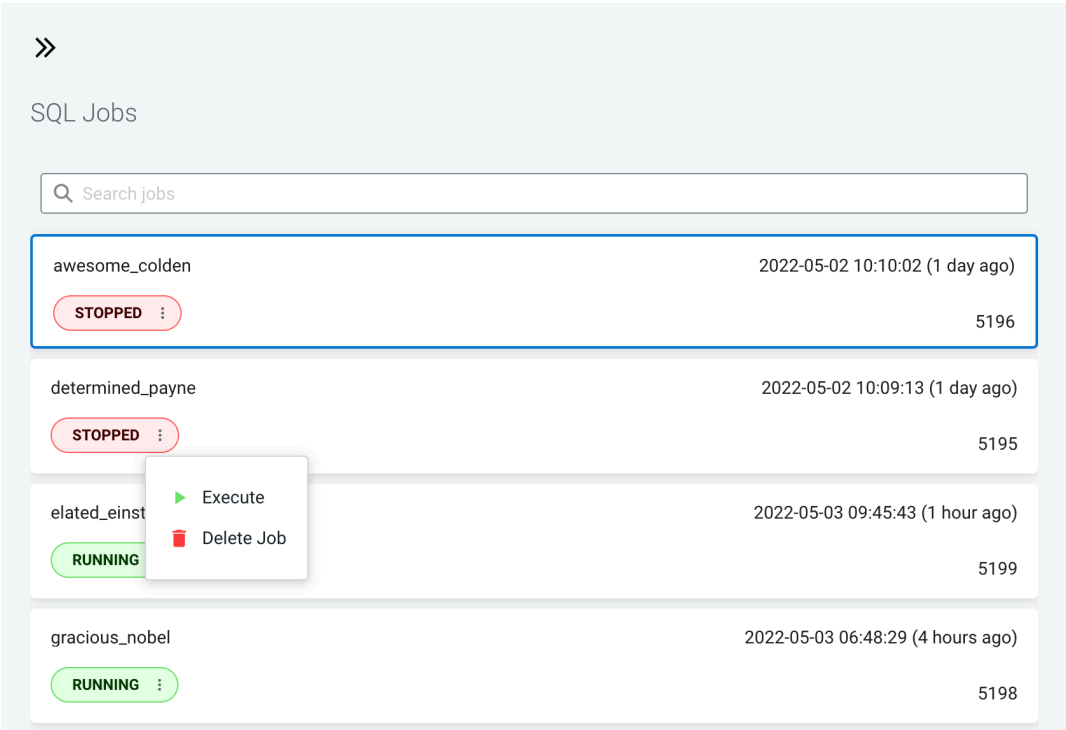 SQL Jobs
Search jobs
awesome_colden 2022-05-02 10:10:02 (1 day ago)
STOPPED 5196
determined_payne 2022-05-02 10:09:13 (1 day ago)
STOPPED 5195
Execute
Delete Job
elated_einst 2022-05-03 09:45:43 (1 hour ago)
RUNNING 5199
gracious_nobel 2022-05-03 06:48:29 (4 hours ago)
RUNNING 5198